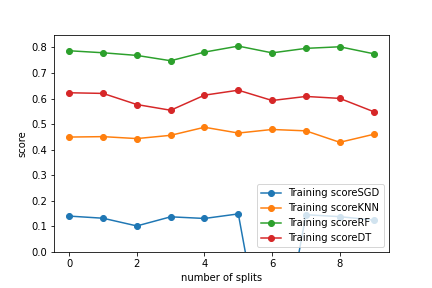 0.8
0.7
0.6
0.5
0.4
0.3
0.2
0.1
0.0
score
0 2 4 6 8
number of splits
Training scoreSGD
Training scoreKNN
Training scoreRF
Training scoreDT